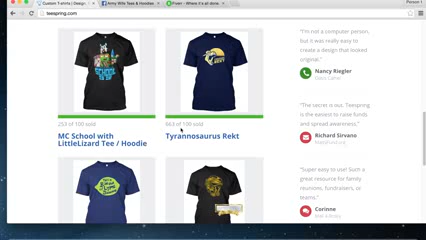 Custom T-shirts | Design
Army Wife Tees & Hoodies
Fiverr - Where it's all done
Person 1
teespring.com
253 of 100 sold
MC School with
LittleLizard Tee / Hoodie
663 of 100 sold
Tyrannosaurus Rekt
"I'm not a computer person,
but it was really easy to
create a design that looked
original."
Nancy Riegler
"The secret is out. Teespring
is the easiest to raise funds
and spread awareness."
Richard Sirvano
"Super easy to use! Such a
great resource for family
reunions, fundraisers, or
teams."
Corinne